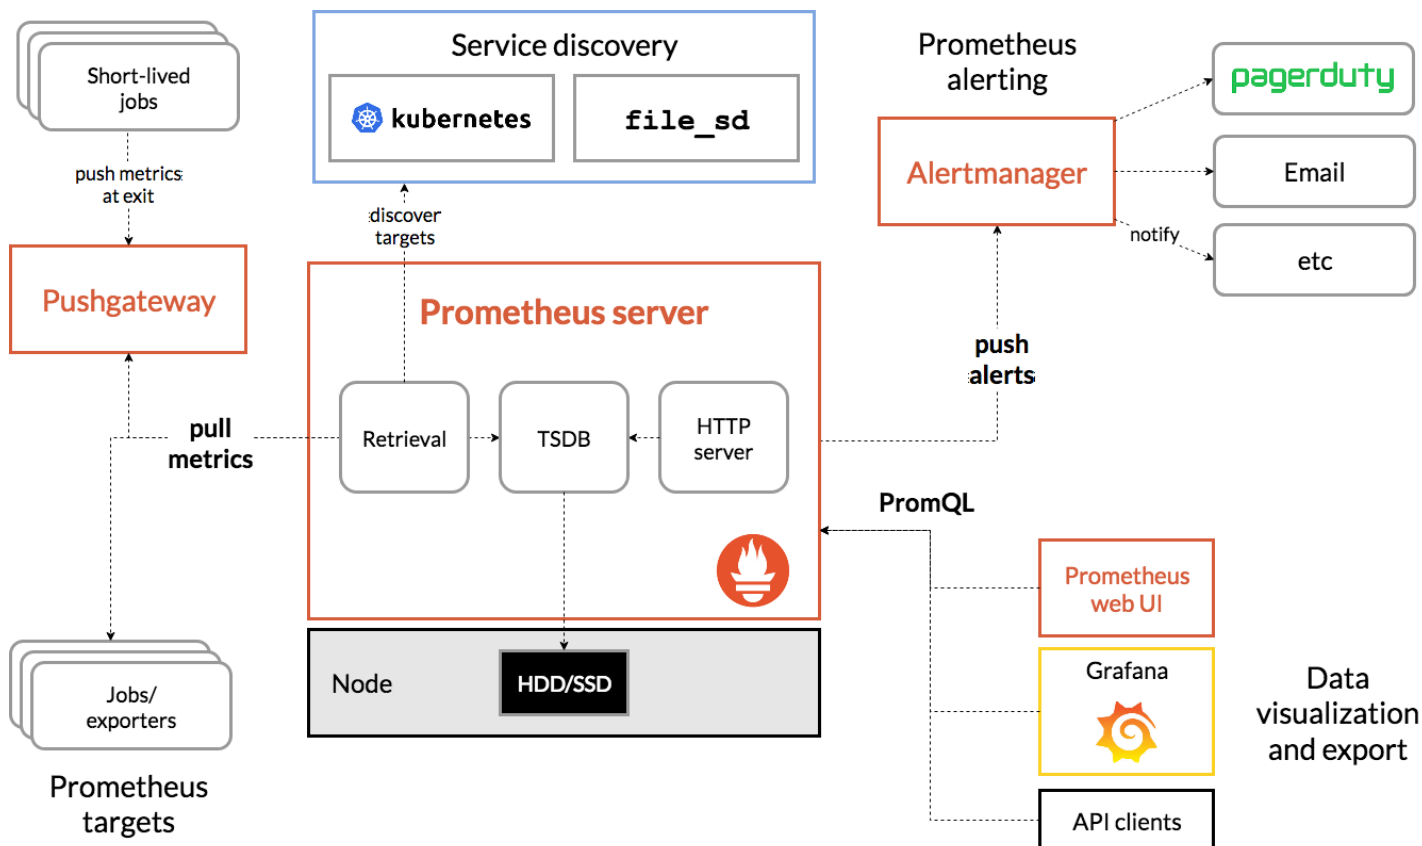 Short-lived
jobs
push metrics
at exit
Pushgateway
Service discovery
kubernetes
file_sd
discover
targets
Prometheus
alerting
Alertmanager
pagerduty
Email
etc
notify
push
alerts
Prometheus server
Retrieval
TSDB
HTTP
server
pull
metrics
PromQL
Node
HDD/SSD
Jobs/
exporters
Prometheus
targets
Prometheus
web UI
Grafana
API clients
Data
visualization
and export